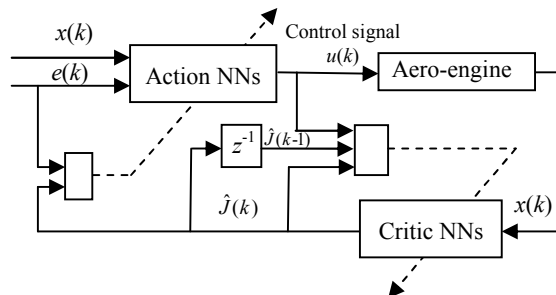 x(k)
Control signal
e(k)
Action NNs
u(k)
Aero-engine
z⁻¹
Ĵ(k-1)
Ĵ(k)
x(k)
Critic NNs